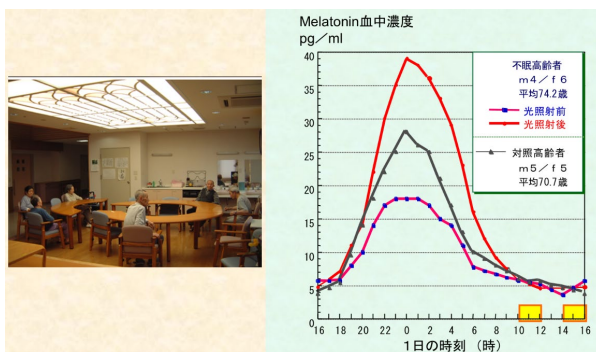 Melatonin血中濃度
pg／ml
不眠高齢者
m４／ｆ６
平均74.2歳
光照射前
光照射後
対照高齢者
m５／ｆ５
平均70.7歳
40
35
30
25
20
15
10
5
0
16 18 20 22 0 2 4 6 8 10 12 14 16
1日の時刻 （時）